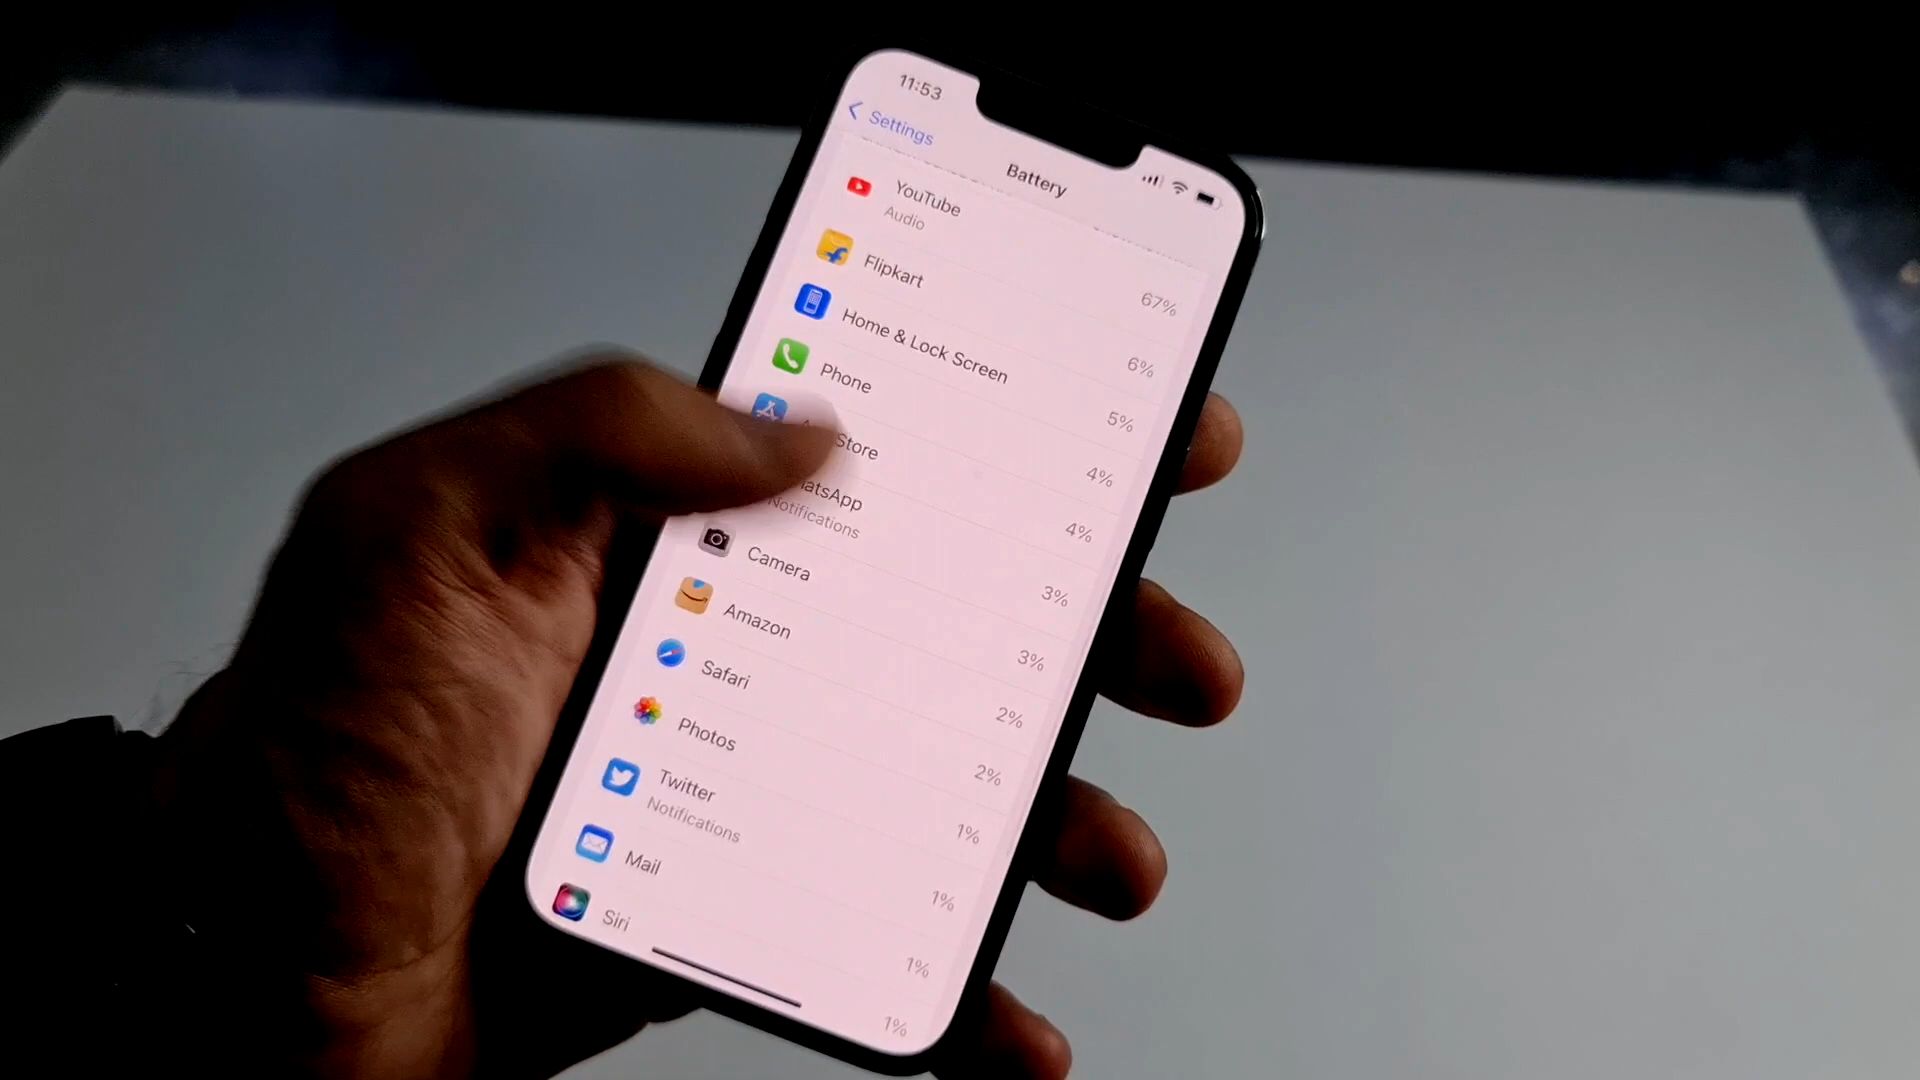 11:53
Settings
Battery
YouTube
Audio
67%
Flipkart
6%
Home & Lock Screen
5%
Phone
4%
Store
4%
Notifications
3%
Camera
3%
Amazon
2%
Safari
2%
Photos
1%
Twitter
Notifications
1%
Mail
1%
Siri
1%